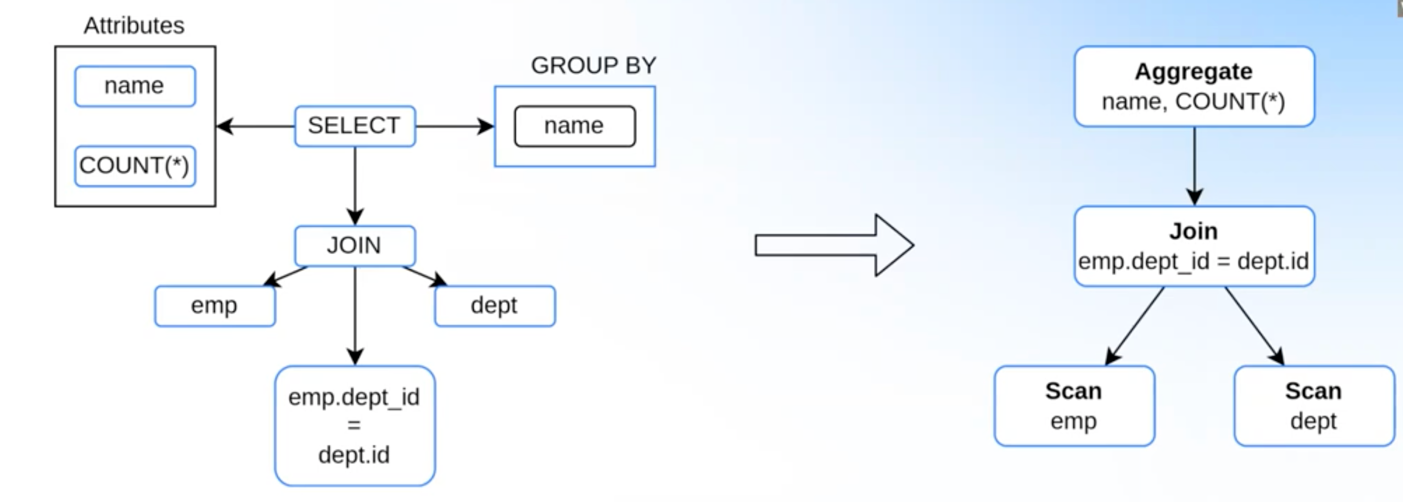 Attributes
name
COUNT(*)
SELECT
GROUP BY
name
JOIN
emp
dept
emp.dept_id
=
dept.id
Aggregate
name, COUNT(*)
Join
emp.dept_id = dept.id
Scan
emp
Scan
dept